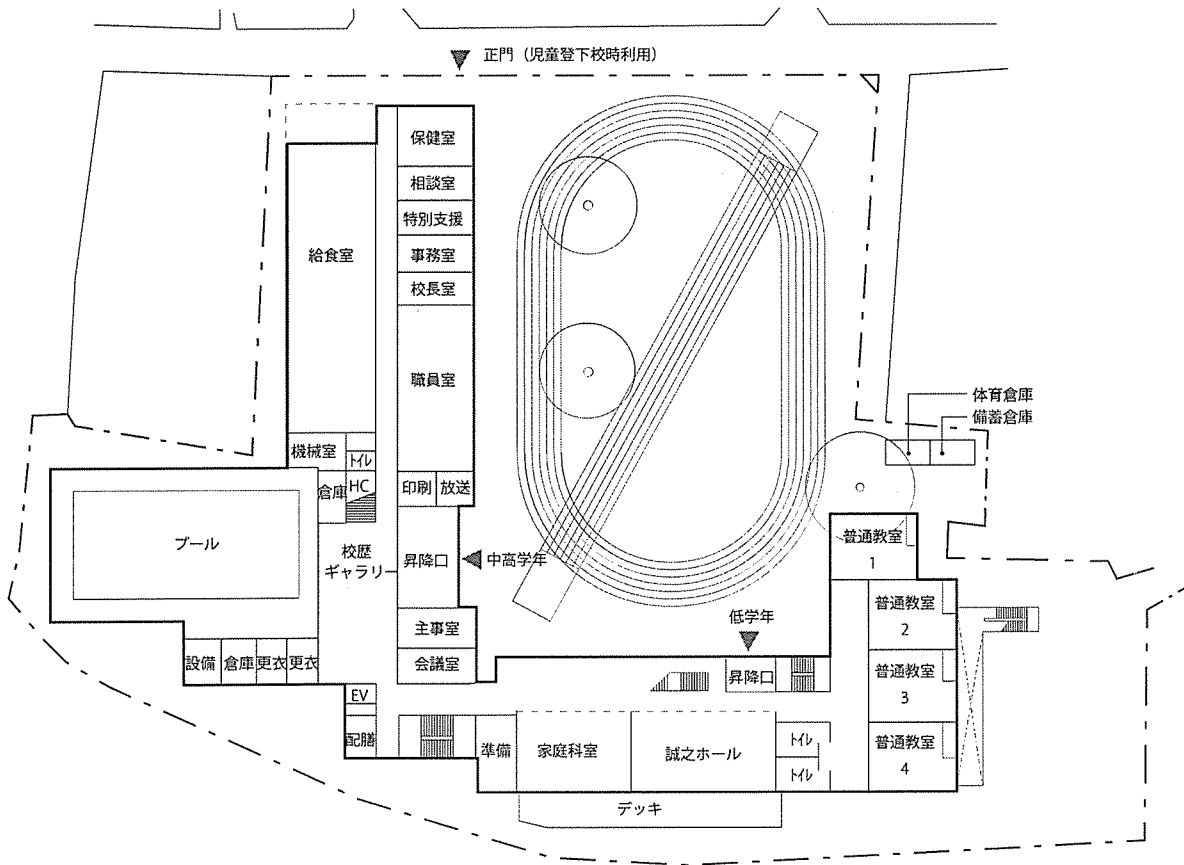 正門（児童登下校時利用）
保健室
相談室
特別支援
事務室
校長室
給食室
職員室
体育倉庫
備蓄倉庫
機械室
トイレ
倉庫
HC
印刷
放送
プール
校歴
ギャラリー
昇降口
中高学年
普通教室
1
普通教室
2
低学年
主事室
会議室
設備
倉庫
更衣
更衣
昇降口
普通教室
3
EV
配膳
準備
家庭科室
誠之ホール
トイレ
トイレ
普通教室
4
デッキ